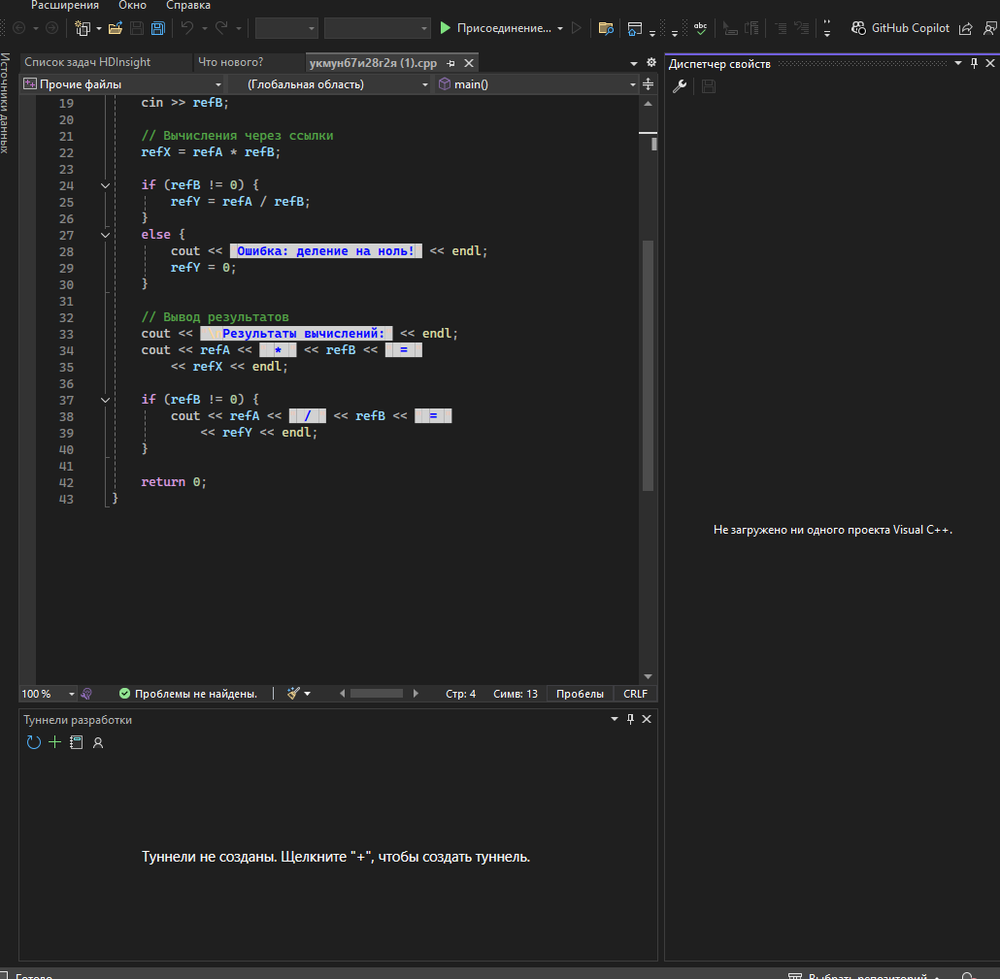 Расширения Окно Справка
Присоединение... GitHub Copilot
Источники данных
Список задач HDInsight Что нового? укмун67и28г2я (1).cpp
Прочие файлы (Глобальная область) main()
19 cin >> refB;
20
21 // Вычисления через ссылки
22 refX = refA * refB;
23
24 if (refB != 0) {
25 refY = refA / refB;
26 }
27 else {
28 cout << "Ошибка: деление на ноль!" << endl;
29 refY = 0;
30 }
31
32 // Вывод результатов
33 cout << "\nРезультаты вычислений:" << endl;
34 cout << refA << " * " << refB << " = "
35 << refX << endl;
36
37 if (refB != 0) {
38 cout << refA << " / " << refB << " = "
39 << refY << endl;
40 }
41
42 return 0;
43 }
100 % Проблемы не найдены. Стр: 4 Симв: 13 Пробелы CRLF
Туннели разработки
Туннели не созданы. Щелкните "+", чтобы создать туннель.
Диспетчер свойств
Не загружено ни одного проекта Visual C++.
Готово Выбрать репозиторий